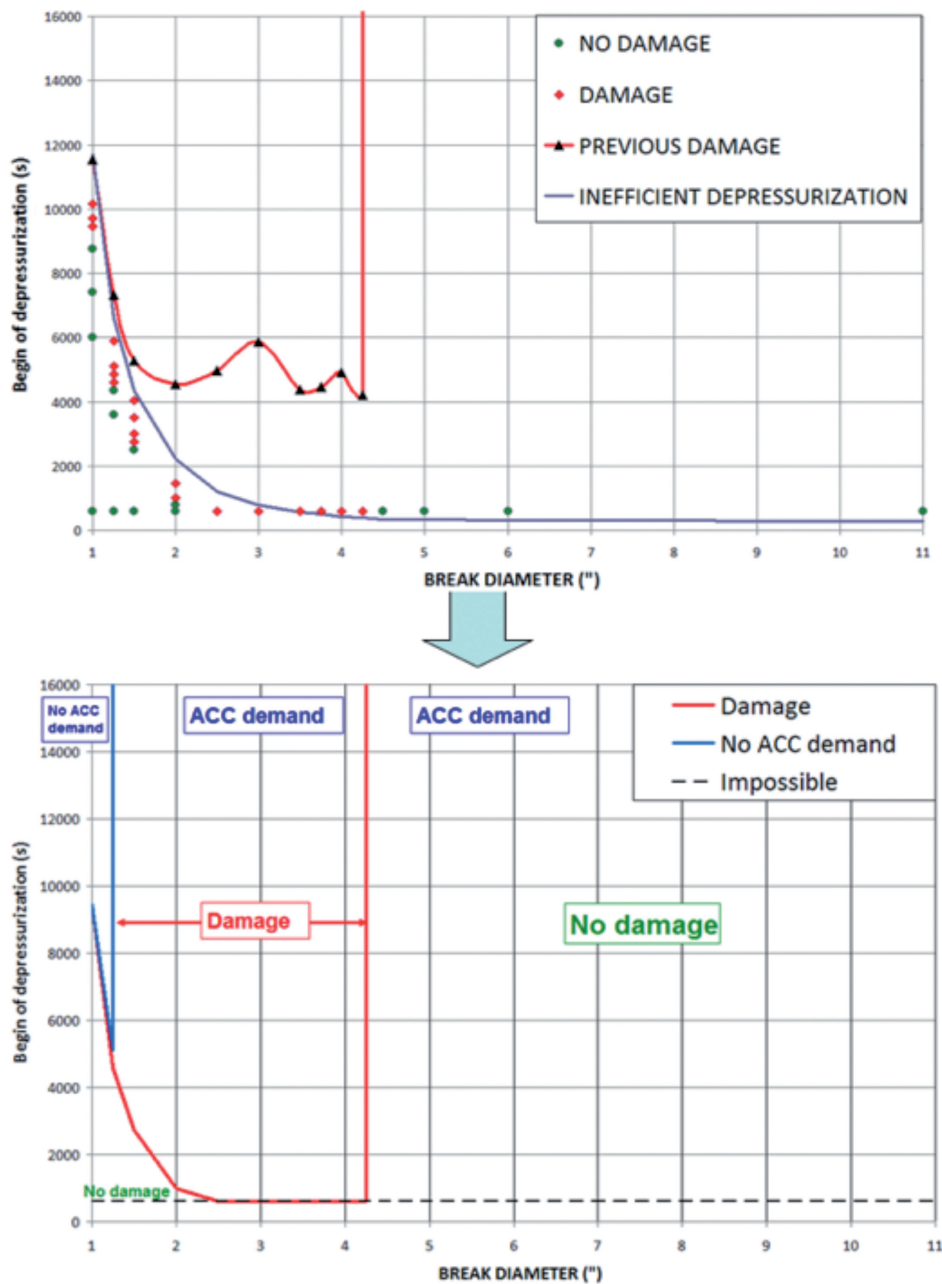 16000
14000
12000
10000
8000
6000
4000
2000
0
Begin of depressurization (s)
NO DAMAGE
DAMAGE
PREVIOUS DAMAGE
INEFFICIENT DEPRESSURIZATION
1 2 3 4 5 6 7 8 9 10 11
BREAK DIAMETER (")
16000
14000
12000
10000
8000
6000
4000
2000
0
Begin of depressurization (s)
No ACC
demand
ACC demand
ACC demand
Damage
No ACC demand
Impossible
Damage
No damage
No damage
1 2 3 4 5 6 7 8 9 10 11
BREAK DIAMETER (")